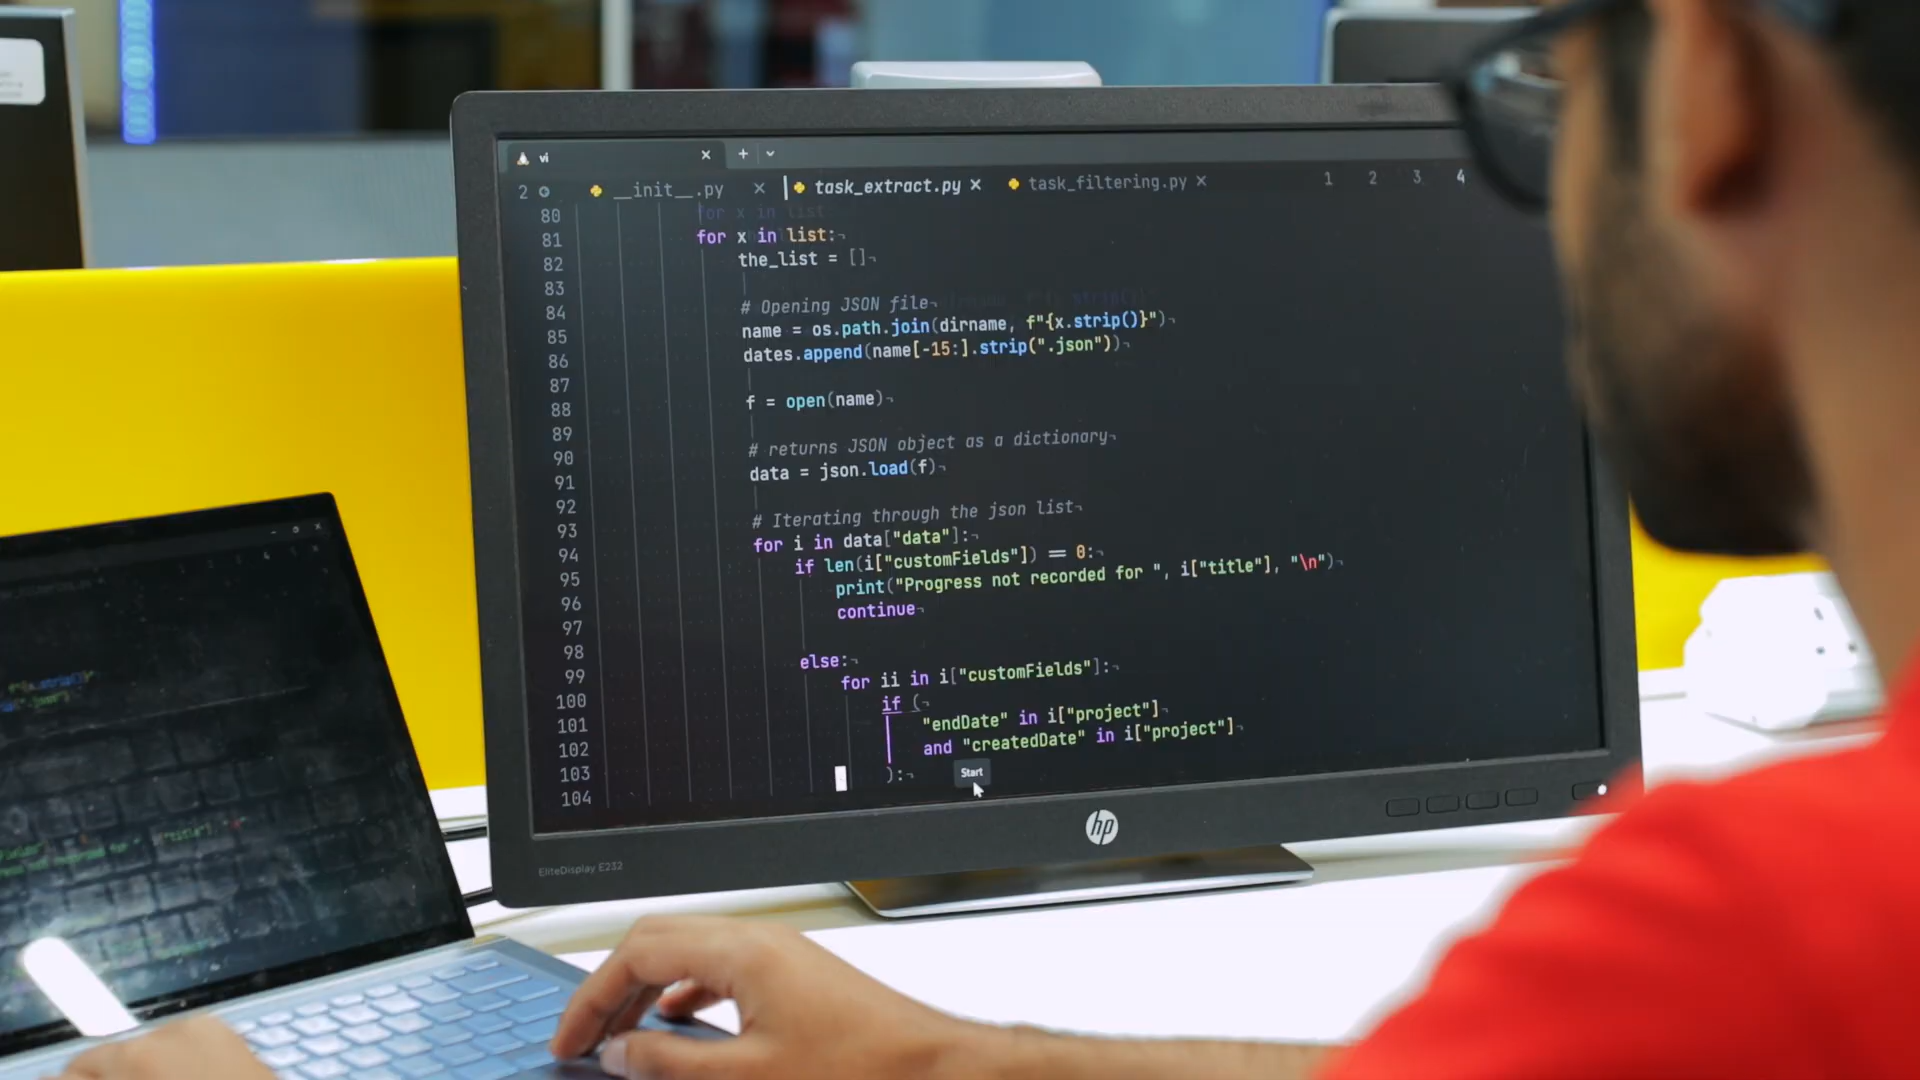 vi × +
2 __init__.py × task_extract.py × task_filtering.py × 1 2 3 4
80 for x in list
81 for x in list:
82 the_list = []
83
84 # Opening JSON file
85 name = os.path.join(dirname, f"{x.strip()}")
86 dates.append(name[-15:].strip(".json"))
87
88 f = open(name)
89
90 # returns JSON object as a dictionary
91 data = json.load(f)
92
93 # Iterating through the json list
94 for i in data["data"]:
95 if len(i["customFields"]) == 0:
96 print("Progress not recorded for ", i["title"], "\n")
97 continue
98
99 else:
100 for ii in i["customFields"]:
101 if (
102 "endDate" in i["project"]
103 and "createdDate" in i["project"]
104 ):
Start
hp
EliteDisplay E232